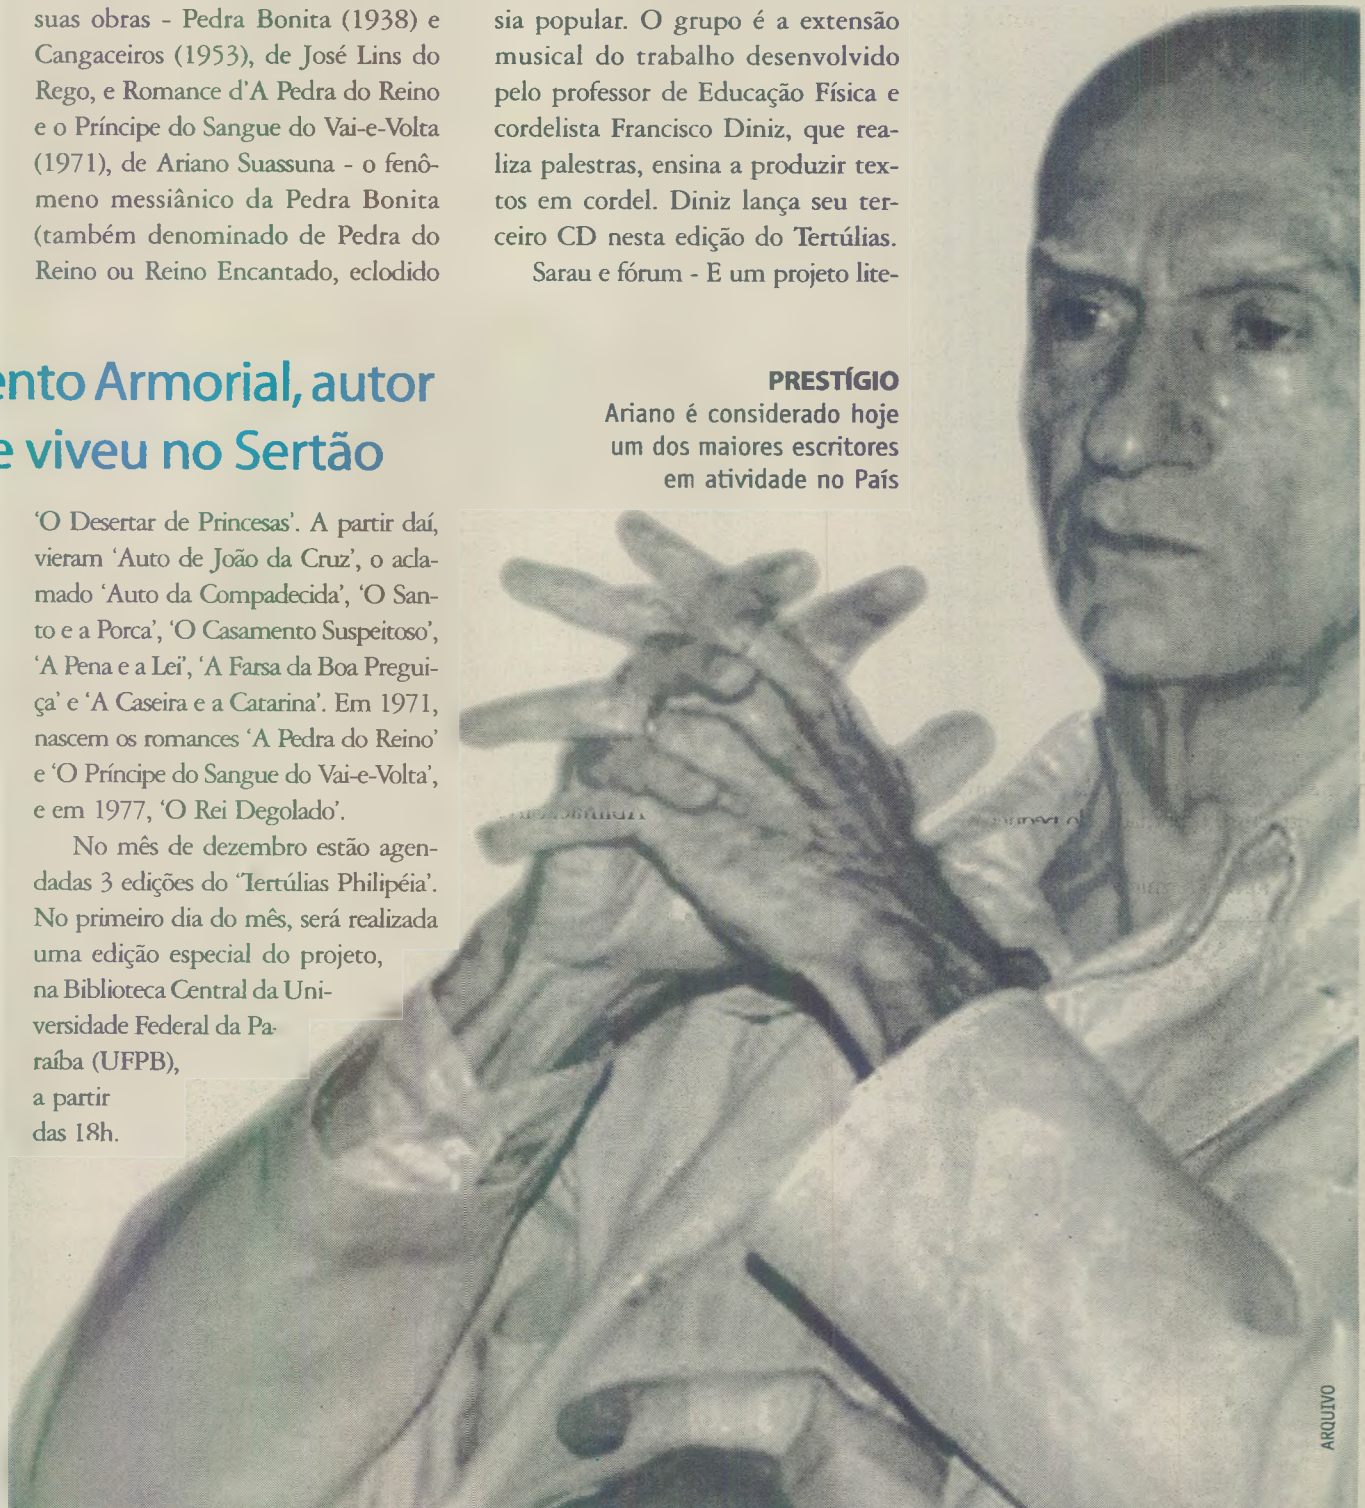 suas obras - Pedra Bonita (1938) e
Cangaceiros (1953), de José Lins do
Rego, e Romance d'A Pedra do Reino
e o Príncipe do Sangue do Vai-e-Volta
(1971), de Ariano Suassuna - o fenô-
meno messiânico da Pedra Bonita
(também denominado de Pedra do
Reino ou Reino Encantado, eclodido
sia popular. O grupo é a extensão
musical do trabalho desenvolvido
pelo professor de Educação Física e
cordelista Francisco Diniz, que rea-
liza palestras, ensina a produzir tex-
tos em cordel. Diniz lança seu ter-
ceiro CD nesta edição do Tertúlias.
Sarau e fórum - E um projeto lite-
ento Armorial, autor
e viveu no Sertão
PRESTÍGIO
Ariano é considerado hoje
um dos maiores escritores
em atividade no País
'O Desertar de Princesas'. A partir daí,
vieram 'Auto de João da Cruz', o acla-
mado 'Auto da Compadecida', 'O San-
to e a Porca', 'O Casamento Suspeitoso',
'A Pena e a Lei', 'A Farsa da Boa Pregui-
ça' e 'A Caseira e a Catarina'. Em 1971,
nascem os romances 'A Pedra do Reino'
e 'O Príncipe do Sangue do Vai-e-Volta',
e em 1977, 'O Rei Degolado'.
No mês de dezembro estão agen-
dadas 3 edições do 'Tertúlias Philipéia'.
No primeiro dia do mês, será realizada
uma edição especial do projeto,
na Biblioteca Central da Uni-
versidade Federal da Pa-
raíba (UFPB),
a partir
das 18h.
ARQUIVO